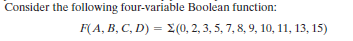 Consider the following four-variable Boolean function:
F(A, B, C, D) = Σ(0, 2, 3, 5, 7, 8, 9, 10, 11, 13, 15)